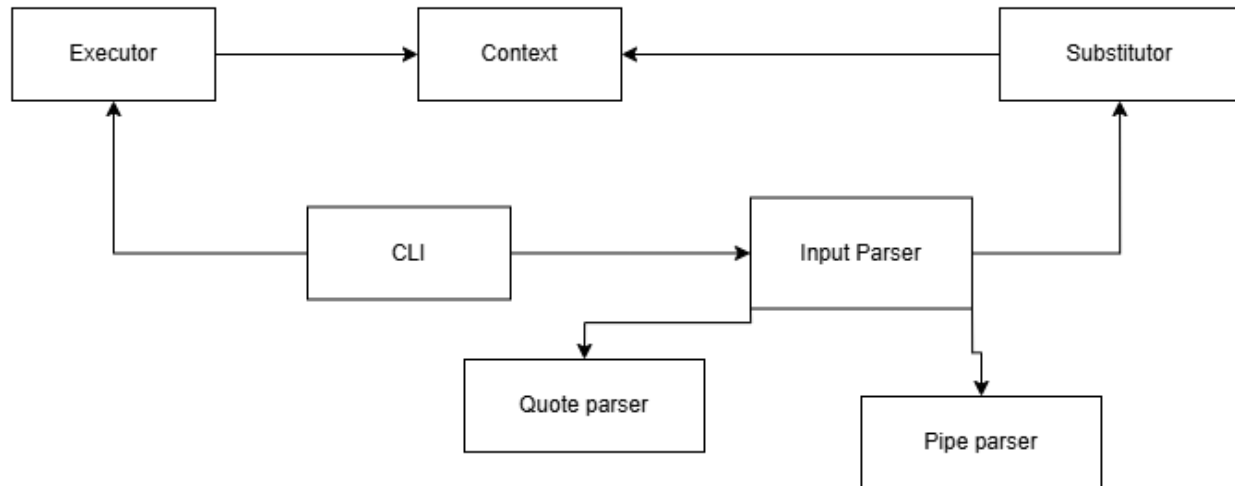 Executor
Context
Substitutor
CLI
Input Parser
Quote parser
Pipe parser